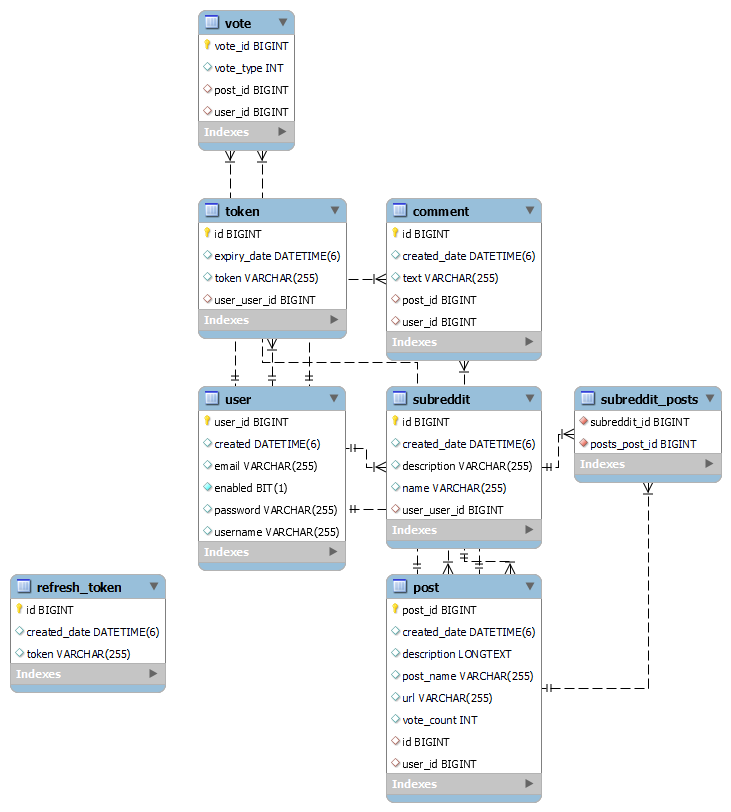 vote
vote_id BIGINT
vote_type INT
post_id BIGINT
user_id BIGINT
Indexes
token
id BIGINT
expiry_date DATETIME(6)
token VARCHAR(255)
user_user_id BIGINT
Indexes
comment
id BIGINT
created_date DATETIME(6)
text VARCHAR(255)
post_id BIGINT
user_id BIGINT
Indexes
user
user_id BIGINT
created DATETIME(6)
email VARCHAR(255)
enabled BIT(1)
password VARCHAR(255)
username VARCHAR(255)
Indexes
subreddit
id BIGINT
created_date DATETIME(6)
description VARCHAR(255)
name VARCHAR(255)
user_user_id BIGINT
Indexes
subreddit_posts
subreddit_id BIGINT
posts_post_id BIGINT
Indexes
refresh_token
id BIGINT
created_date DATETIME(6)
token VARCHAR(255)
Indexes
post
post_id BIGINT
created_date DATETIME(6)
description LONGTEXT
post_name VARCHAR(255)
url VARCHAR(255)
vote_count INT
id BIGINT
user_id BIGINT
Indexes